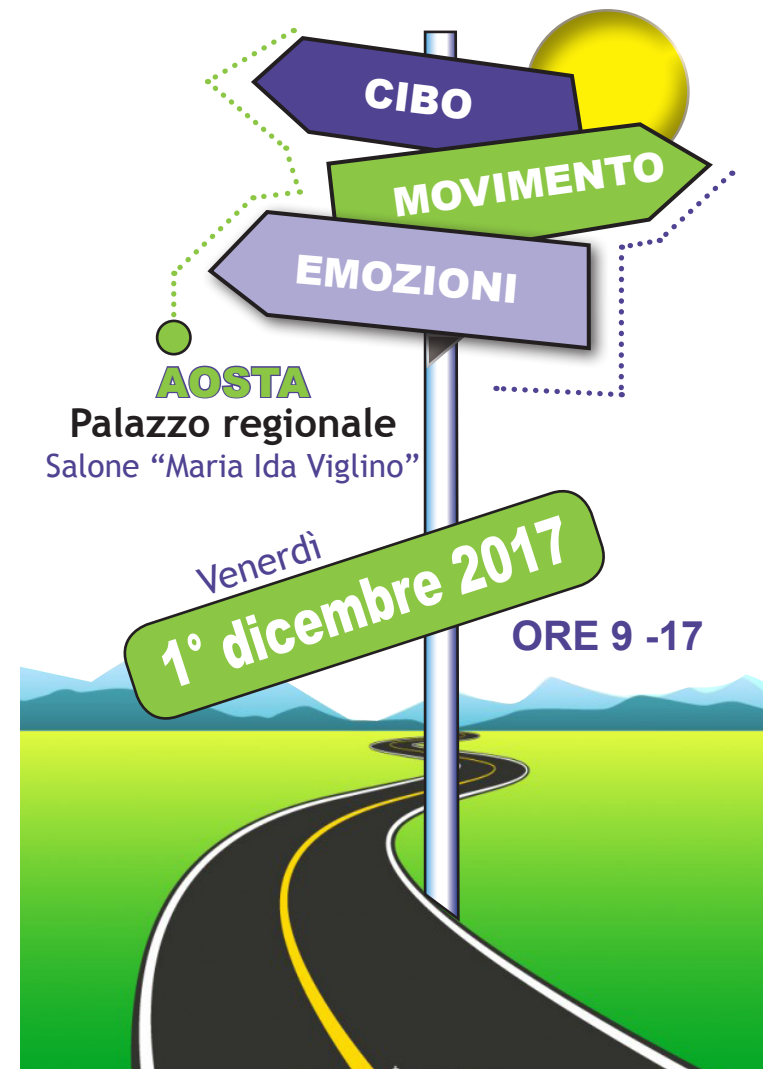 CIBO
MOVIMENTO
EMOZIONI
AOSTA
Palazzo regionale
Salone “Maria Ida Viglino”
Venerdì
1° dicembre 2017
ORE 9 -17